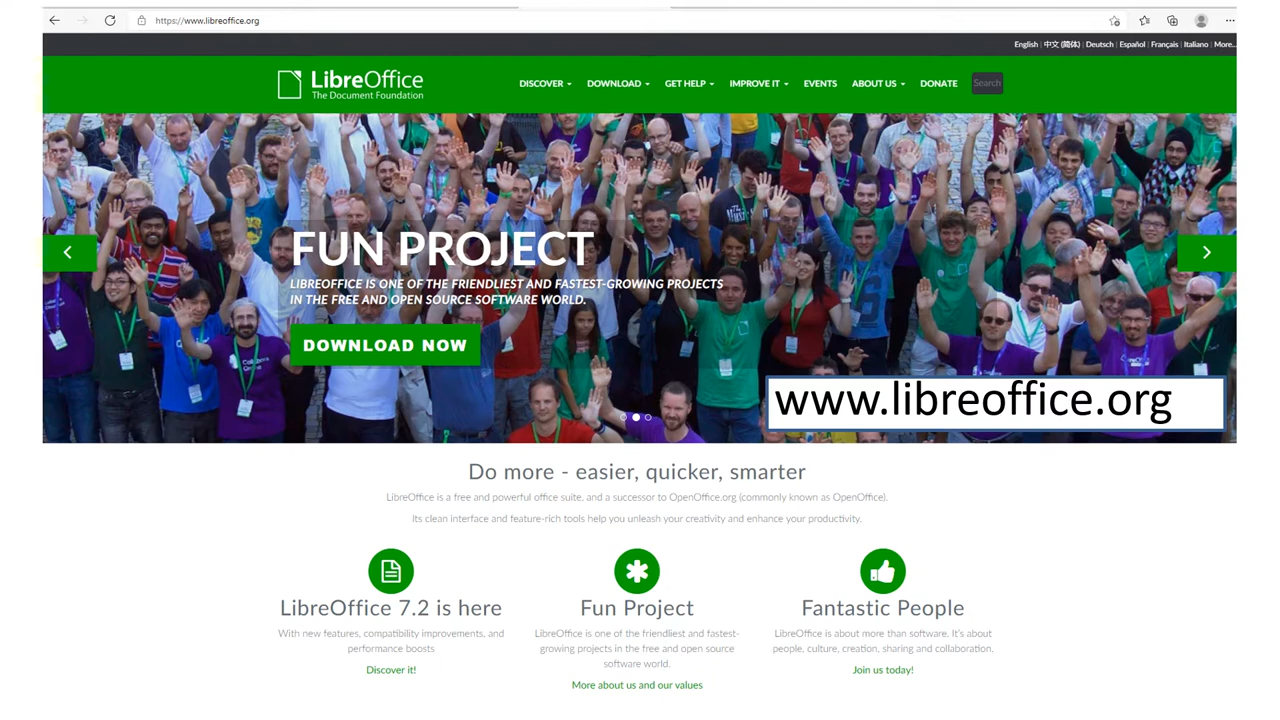 https://www.libreoffice.org
English | 中文 (简体) | Deutsch | Español | Français | Italiano | More...
LibreOffice
The Document Foundation
DISCOVER DOWNLOAD GET HELP IMPROVE IT EVENTS ABOUT US DONATE Search
FUN PROJECT
LIBREOFFICE IS ONE OF THE FRIENDLIEST AND FASTEST-GROWING PROJECTS
IN THE FREE AND OPEN SOURCE SOFTWARE WORLD.
DOWNLOAD NOW
www.libreoffice.org
Do more - easier, quicker, smarter
LibreOffice is a free and powerful office suite, and a successor to OpenOffice.org (commonly known as OpenOffice).
Its clean interface and feature-rich tools help you unleash your creativity and enhance your productivity.
LibreOffice 7.2 is here
With new features, compatibility improvements, and
performance boosts
Discover it!
Fun Project
LibreOffice is one of the friendliest and fastest-
growing projects in the free and open source
software world.
More about us and our values
Fantastic People
LibreOffice is about more than software. It's about
people, culture, creation, sharing and collaboration.
Join us today!